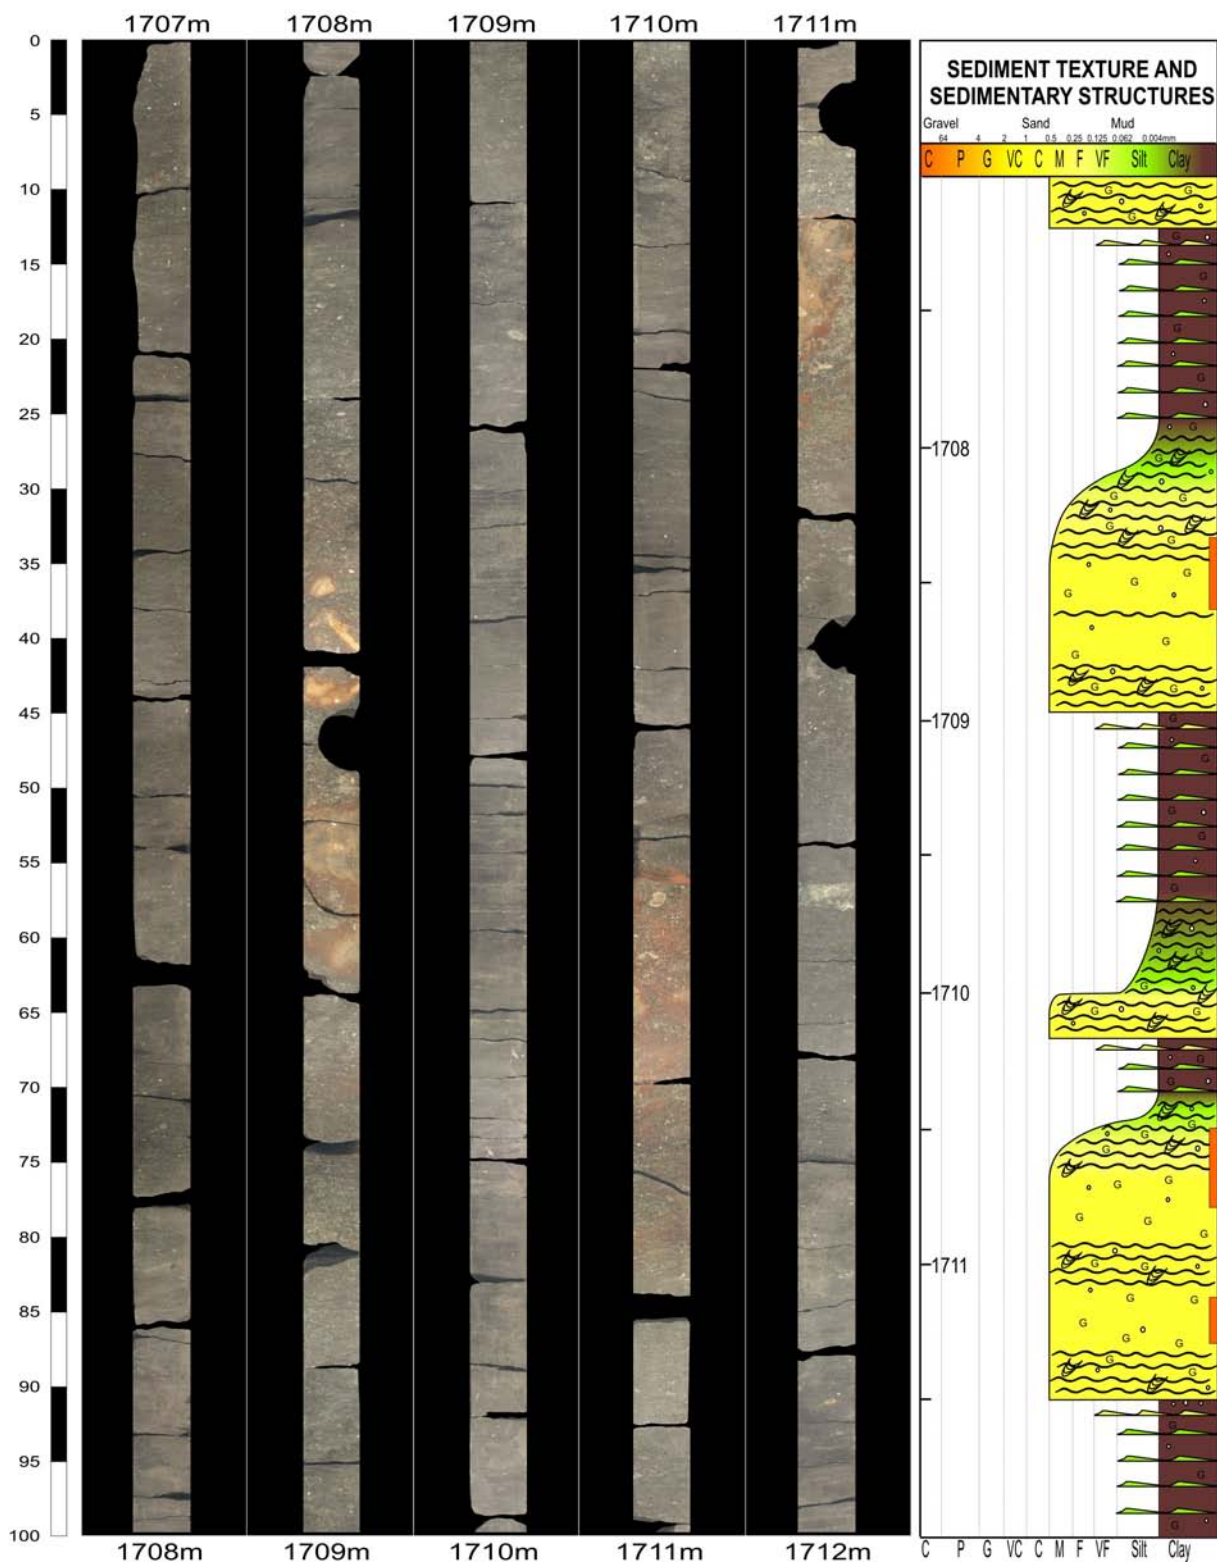 1707m 1708m 1709m 1710m 1711m
0
5
10
15
20
25
30
35
40
45
50
55
60
65
70
75
80
85
90
95
100
1708m 1709m 1710m 1711m 1712m
SEDIMENT TEXTURE AND
SEDIMENTARY STRUCTURES
Gravel Sand Mud
64 4 2 1 0.5 0.25 0.125 0.062 0.004mm
C P G VC C M F VF Silt Clay
G G
G
G
G
G
G
G
1708
G
G G
G
G
G
G
G
G
G
G G
1709
G
G
G
G
G
G
G
1710
G G
G
G
G
G
G G
G G
G
G G
1711
G G
G G
G
G
G
G
G
G
C P G VC C M F VF Silt Clay